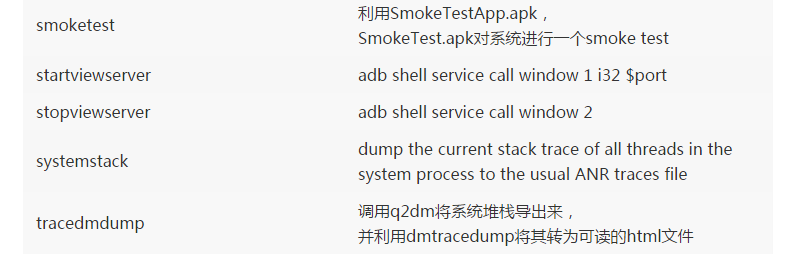 smoketest
利用SmokeTestApp.apk，
SmokeTest.apk对系统进行一个smoke test
startviewserver
adb shell service call window 1 i32 $port
stopviewserver
adb shell service call window 2
systemstack
dump the current stack trace of all threads in the
system process to the usual ANR traces file
tracedmdump
调用q2dm将系统堆栈导出来，
并利用dmtracedump将其转为可读的html文件